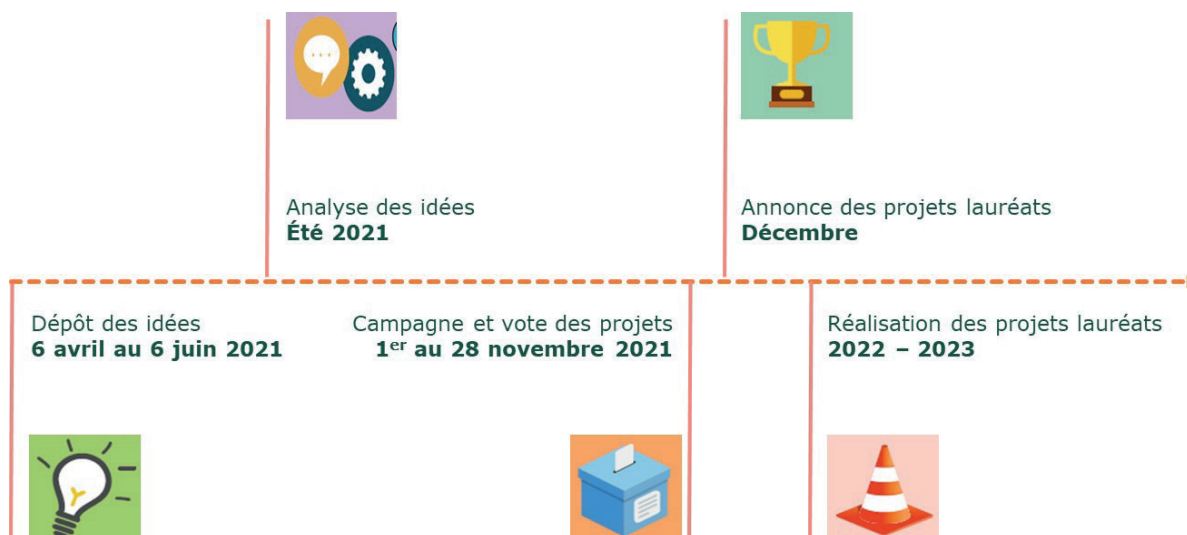 Analyse des idées
Été 2021
Annonce des projets lauréats
Décembre
Dépôt des idées
6 avril au 6 juin 2021
Campagne et vote des projets
1er au 28 novembre 2021
Réalisation des projets lauréats
2022 – 2023